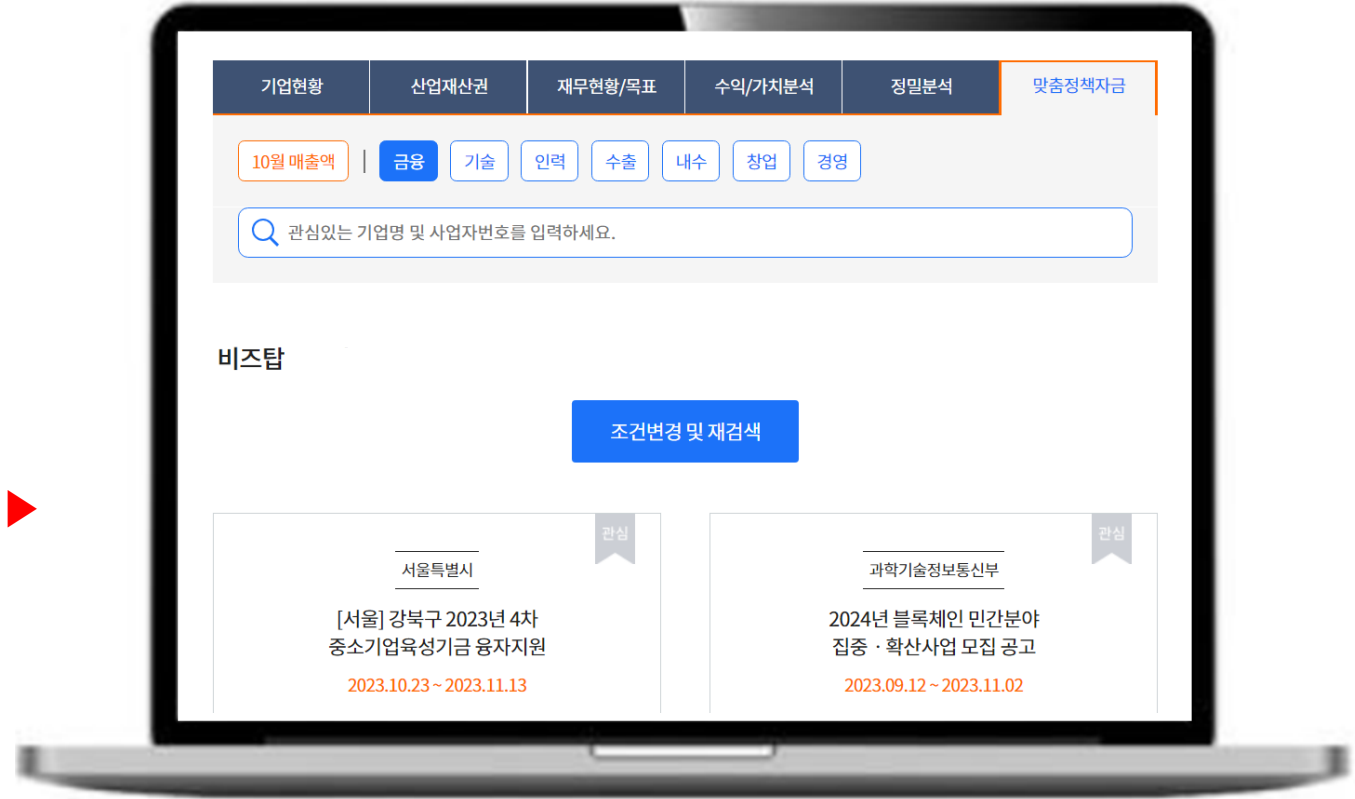 기업현황 산업재산권 재무현황/목표 수익/가치분석 정밀분석 맞춤정책자금
10월 매출액 | 금융 기술 인력 수출 내수 창업 경영
관심있는 기업명 및 사업자번호를 입력하세요.
비즈탑
조건변경 및 재검색
관심
서울특별시
[서울] 강북구 2023년 4차
중소기업육성기금 융자지원
2023.10.23 ~ 2023.11.13
관심
과학기술정보통신부
2024년 블록체인 민간분야
집중 · 확산사업 모집 공고
2023.09.12 ~ 2023.11.02